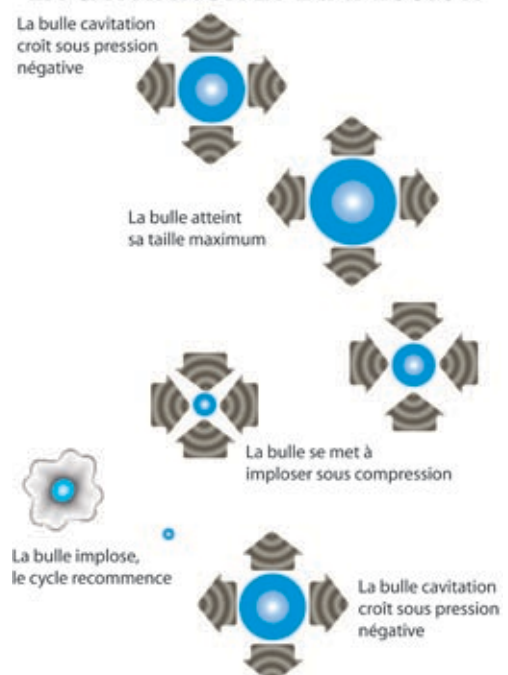 La bulle cavitation
croît sous pression
négative
La bulle atteint
sa taille maximum
La bulle se met à
imploser sous compression
La bulle implose,
le cycle recommence
La bulle cavitation
croît sous pression
négative